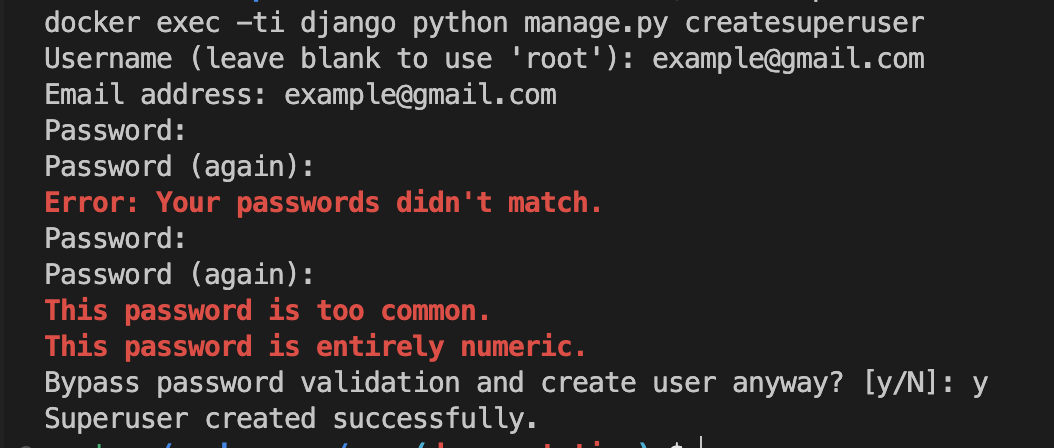 docker exec -ti django python manage.py createsuperuser
Username (leave blank to use 'root'): example@gmail.com
Email address: example@gmail.com
Password:
Password (again):
Error: Your passwords didn't match.
Password:
Password (again):
This password is too common.
This password is entirely numeric.
Bypass password validation and create user anyway? [y/N]: y
Superuser created successfully.